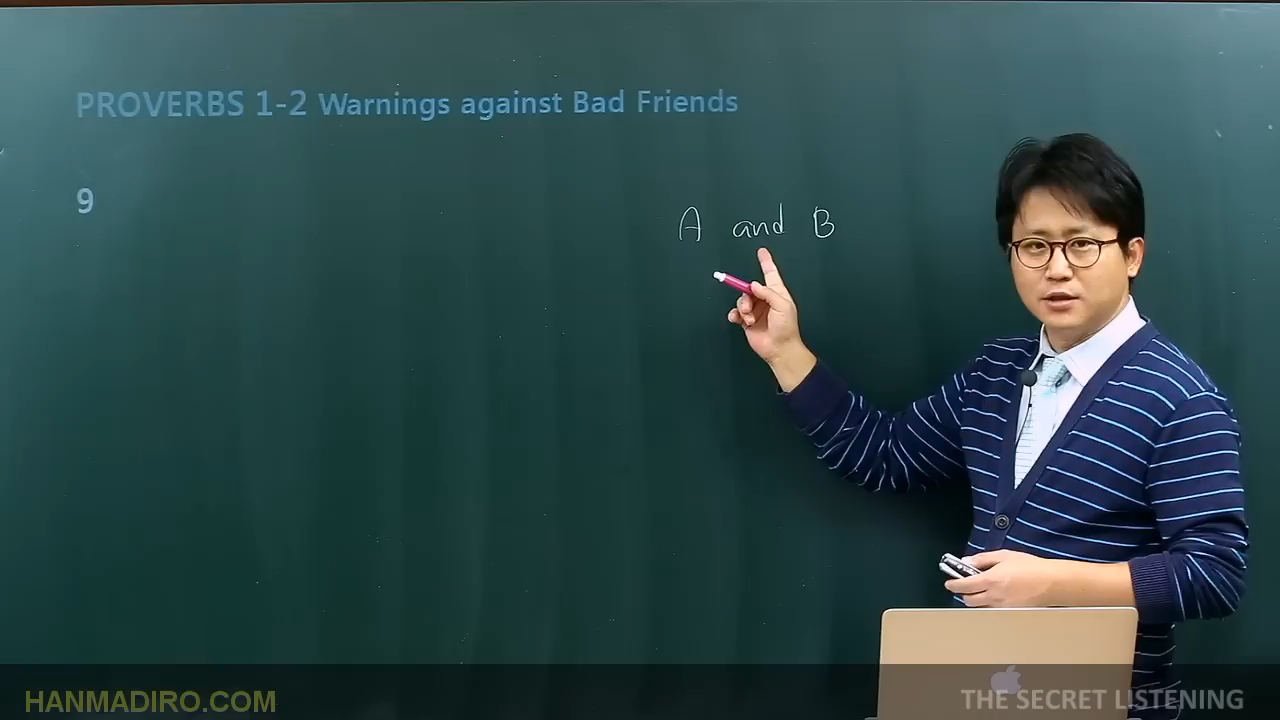 PROVERBS 1-2 Warnings against Bad Friends
9
A and B
HANMADIRO.COM
THE SECRET LISTENING